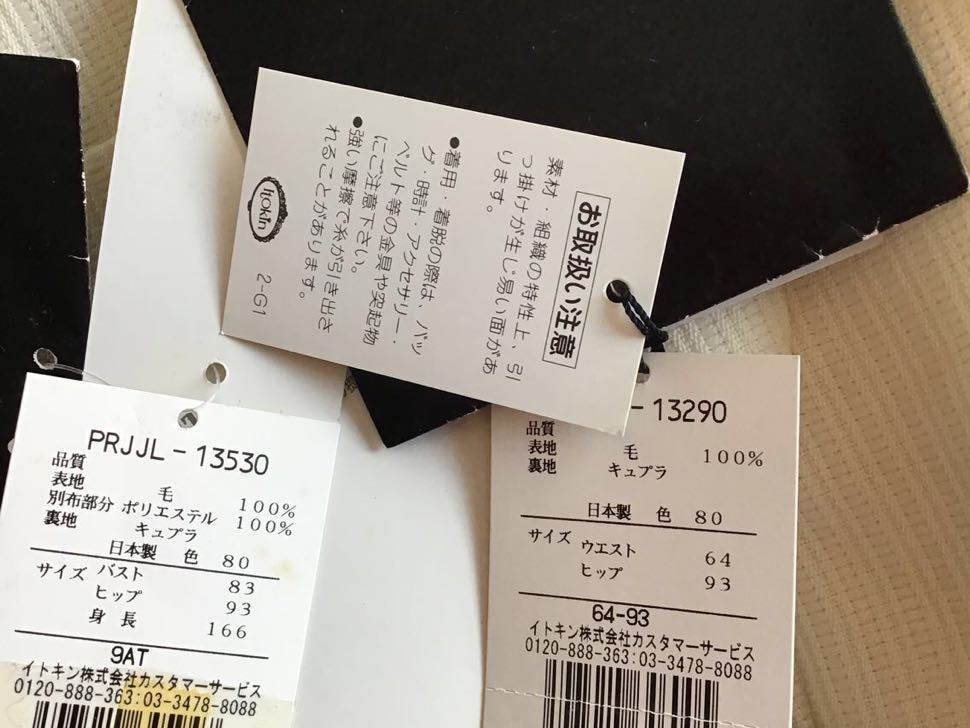 お取扱い注意
素材・組織の特性上、引
っ掛けが生じ易い面があ
ります。
●着用・着脱の際は、バッ
グ・時計・アクセサリー・
ベルト等の金具や突起物
にご注意下さい。
●強い摩擦で糸が引き出さ
れることがあります。
Itokin
2-G1
PRJJL-13530
品質
表地 毛 100%
別布部分 ポリエステル 100%
裏地 キュプラ
日本製 色 80
サイズ バスト 83
ヒップ 93
身長 166
9AT
イトキン株式会社カスタマーサービス
0120-888-363:03-3478-8088
-13290
品質
表地 毛 100%
裏地 キュプラ
日本製 色 80
サイズ ウエスト 64
ヒップ 93
64-93
イトキン株式会社カスタマーサービス
0120-888-363:03-3478-8088